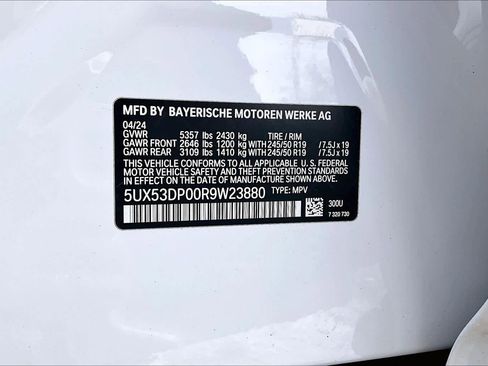 MFD BY BAYERISCHE MOTOREN WERKE AG
04/24
GVWR 5357 lbs 2430 kg TIRE / RIM
GAWR FRONT 2646 lbs 1200 kg WITH 245/50 R19 / 7.5J x 19
GAWR REAR 3109 lbs 1410 kg WITH 245/50 R19 / 7.5J x 19
THIS VEHICLE CONFORMS TO ALL APPLICABLE U. S. FEDERAL
MOTOR VEHICLE SAFETY AND THEFT PREVENTION STANDARDS
IN EFFECT ON THE DATE OF MANUFACTURE SHOWN ABOVE.
5UX53DP00R9W23880 TYPE: MPV
300U
7 320 730